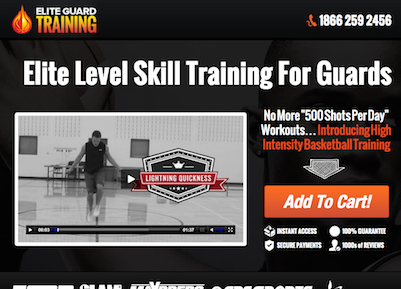 ELITE GUARD
TRAINING
1866 259 2456
Elite Level Skill Training For Guards
No More "500 Shots Per Day"
Workouts... Introducing High
Intensity Basketball Training
LIGHTNING QUICKNESS
00:03
01:37
Add To Cart!
INSTANT ACCESS
100% GUARANTEE
SECURE PAYMENTS
1000s of REVIEWS